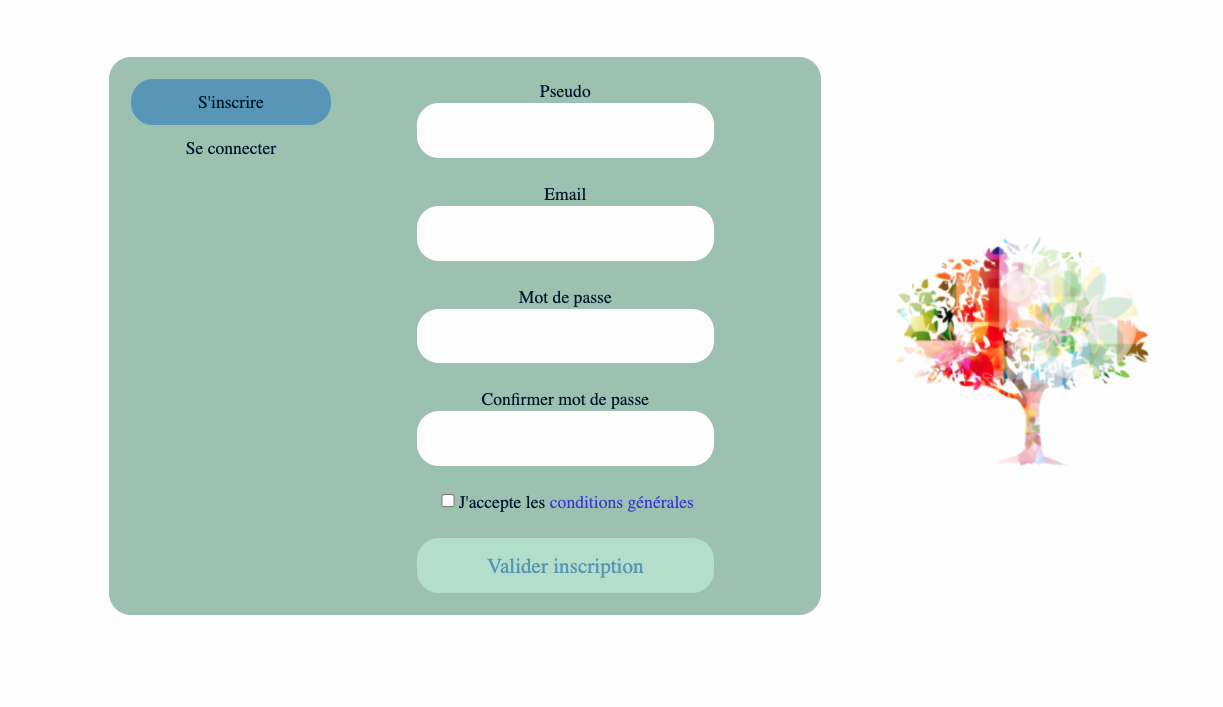 S'inscrire
Se connecter
Pseudo
Email
Mot de passe
Confirmer mot de passe
J'accepte les conditions générales
Valider inscription